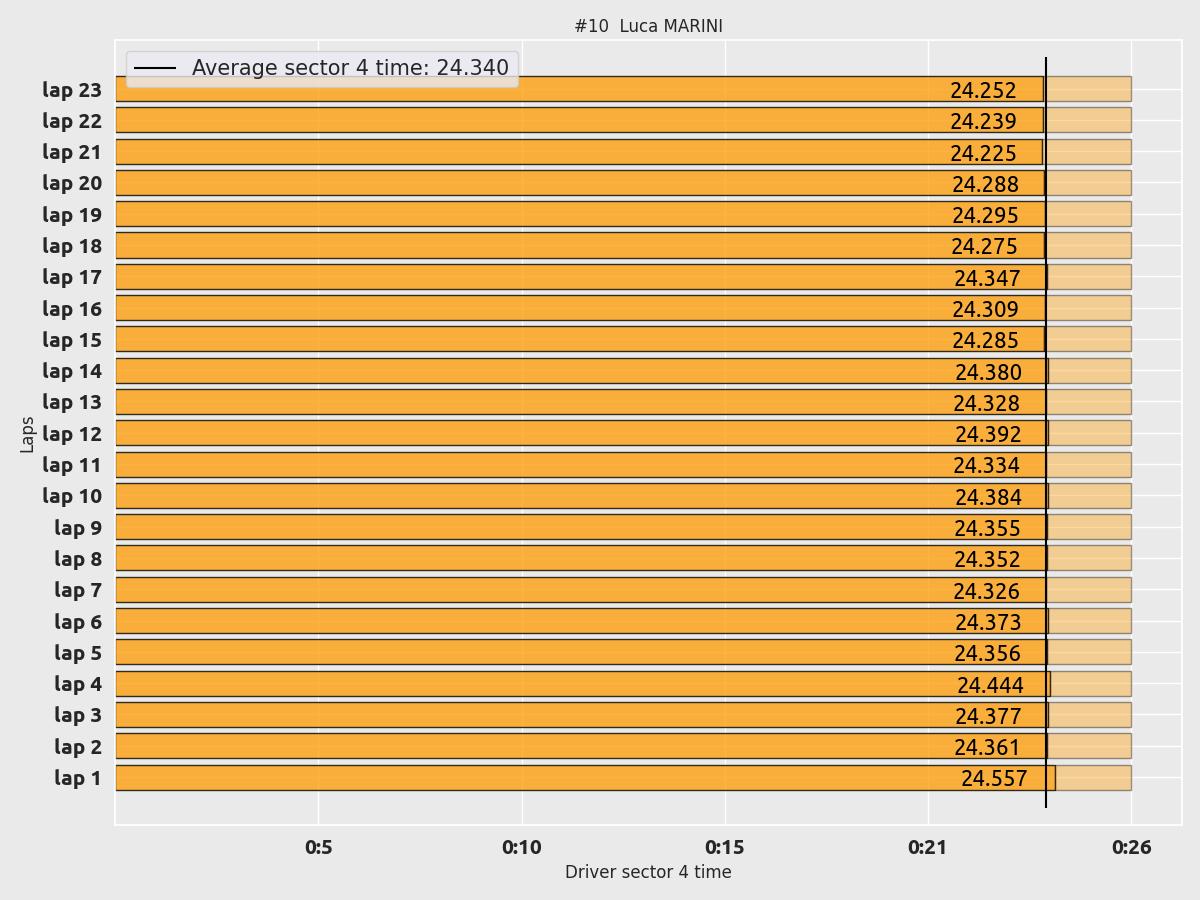 #10  Luca MARINI
Average sector 4 time: 24.340
lap 23 24.252
lap 22 24.239
lap 21 24.225
lap 20 24.288
lap 19 24.295
lap 18 24.275
lap 17 24.347
lap 16 24.309
lap 15 24.285
lap 14 24.380
lap 13 24.328
lap 12 24.392
lap 11 24.334
lap 10 24.384
lap 9 24.355
lap 8 24.352
lap 7 24.326
lap 6 24.373
lap 5 24.356
lap 4 24.444
lap 3 24.377
lap 2 24.361
lap 1 24.557
Laps
0:5 0:10 0:15 0:21 0:26
Driver sector 4 time